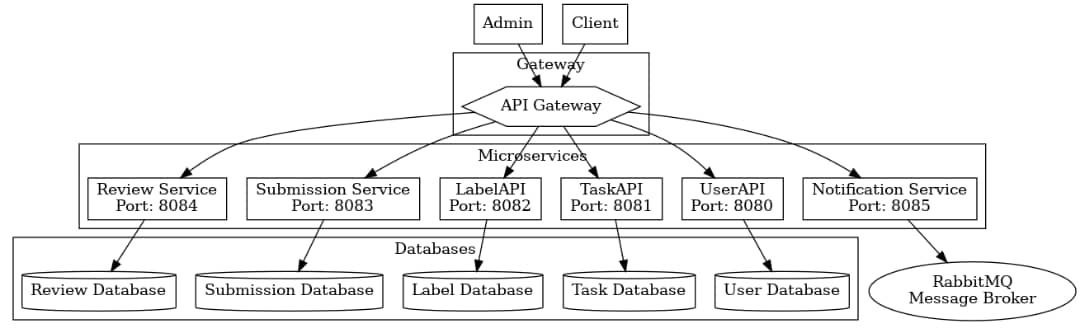 Admin
Client
Gateway
API Gateway
Microservices
Review Service
Port: 8084
Submission Service
Port: 8083
LabelAPI
Port: 8082
TaskAPI
Port: 8081
UserAPI
Port: 8080
Notification Service
Port: 8085
Databases
Review Database
Submission Database
Label Database
Task Database
User Database
RabbitMQ
Message Broker